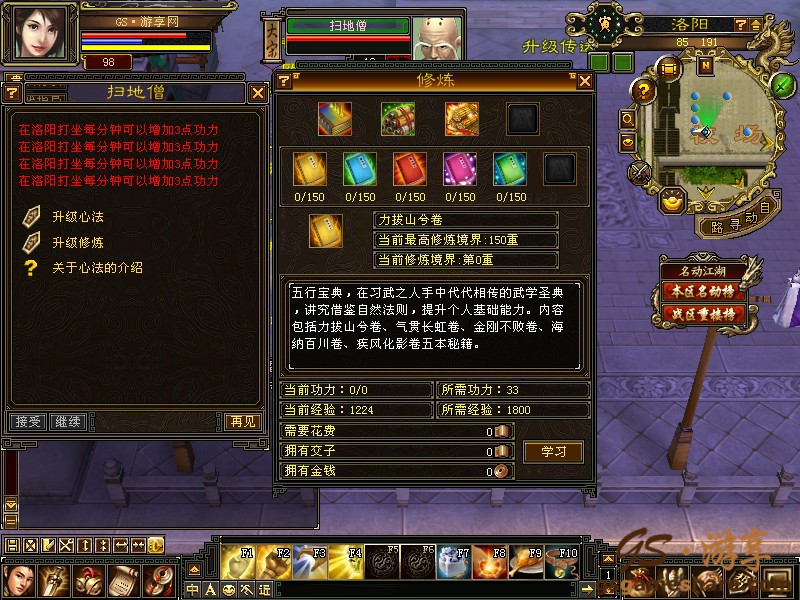 GS·游享网
98
大字
扫地僧
升级传送
洛阳
85 191
N
牧场
自动寻路
扫地僧
在洛阳打坐每分钟可以增加3点功力
在洛阳打坐每分钟可以增加3点功力
在洛阳打坐每分钟可以增加3点功力
在洛阳打坐每分钟可以增加3点功力
升级心法
升级修炼
关于心法的介绍
接受
继续
再见
修炼
0/150 0/150 0/150 0/150 0/150
力拔山兮卷
当前最高修炼境界:150重
当前修炼境界:第0重
五行宝典，在习武之人手中代代相传的武学圣典
，讲究借鉴自然法则，提升个人基础能力。内容
包括力拔山兮卷、气贯长虹卷、金刚不败卷、海
纳百川卷、疾风化影卷五本秘籍。
当前功力：0/0
所需功力：33
当前经验：1224
所需经验：1800
需要花费 0
拥有交子 0
拥有金钱 0
学习
名动江湖
本区名动榜
战区重楼榜
F1 F2 F3 F4 F5 F6 F7 F8 F9 F10
1
中 A 近
GS·游享